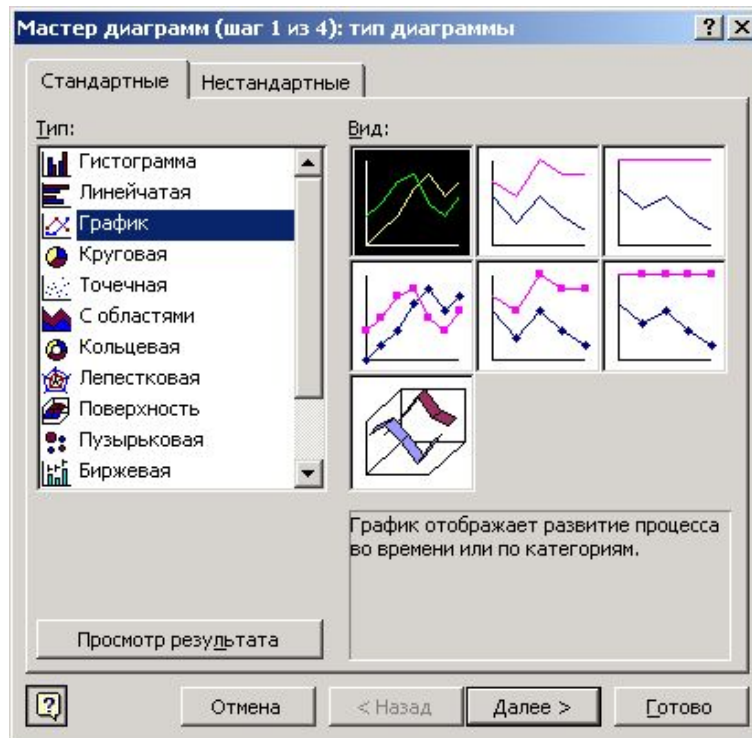 Мастер диаграмм (шаг 1 из 4): тип диаграммы
Стандартные
Нестандартные
Тип:
Гистограмма
Линейчатая
График
Круговая
Точечная
С областями
Кольцевая
Лепестковая
Поверхность
Пузырьковая
Биржевая
Вид:
График отображает развитие процесса
во времени или по категориям.
Просмотр результата
Отмена
< Назад
Далее >
Готово